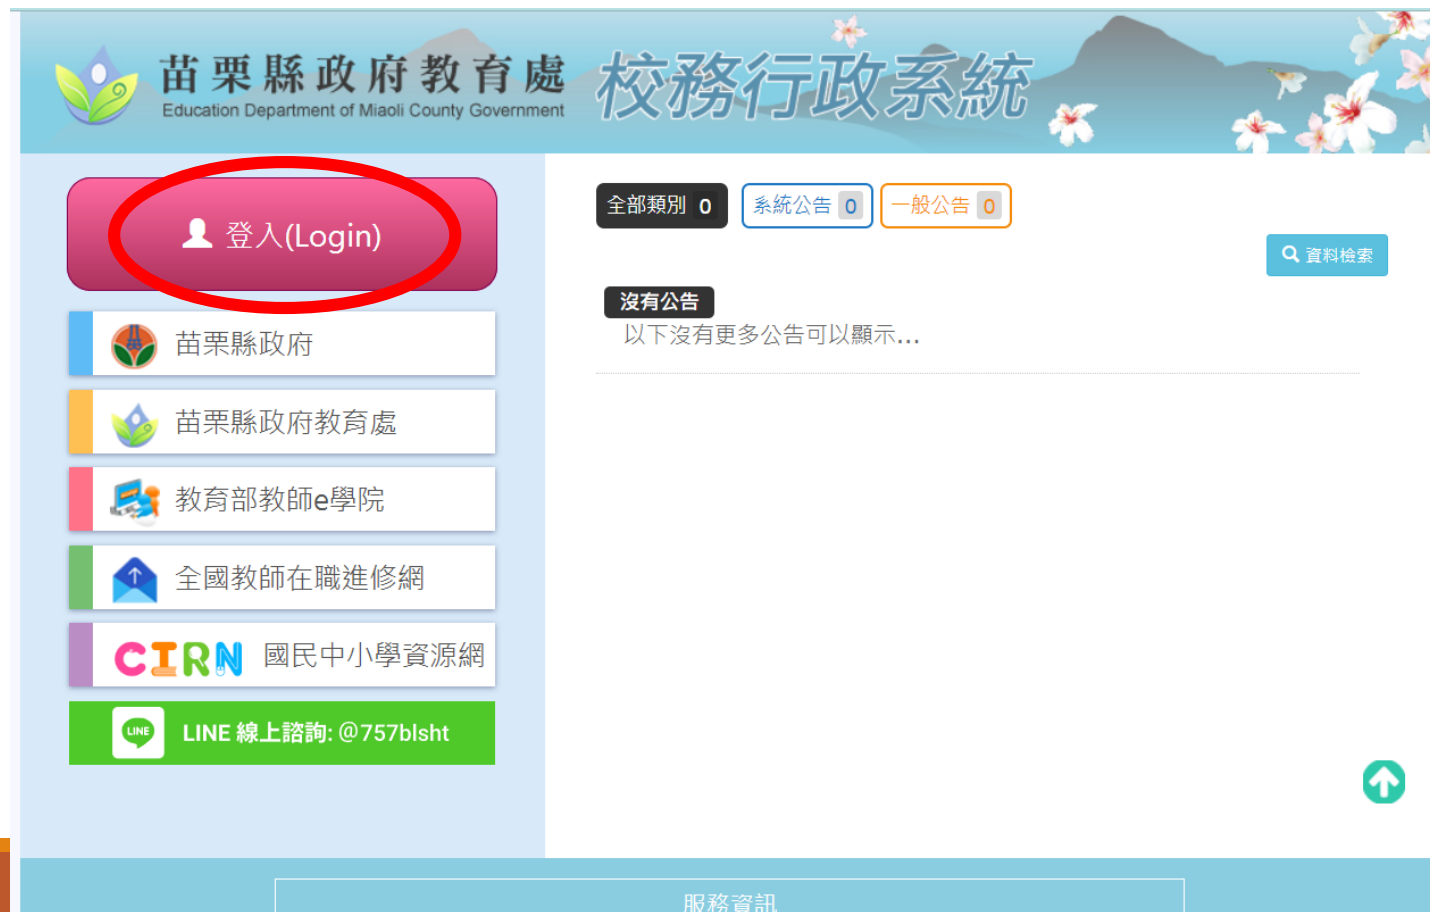 苗栗縣政府教育處
Education Department of Miaoli County Government
校務行政系統
登入(Login)
苗栗縣政府
苗栗縣政府教育處
教育部教師e學院
全國教師在職進修網
CIRN 國民中小學資源網
LINE LINE 線上諮詢: @757blsht
全部類別 0 系統公告 0 一般公告 0
資料檢索
沒有公告
以下沒有更多公告可以顯示...
服務資訊